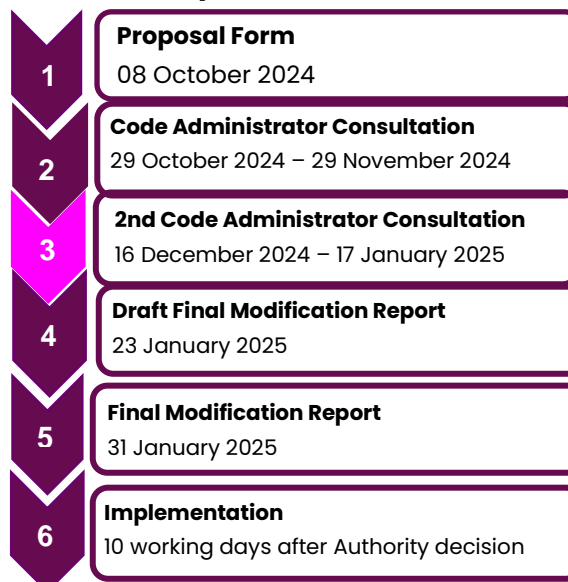 1
Proposal Form
08 October 2024
2
Code Administrator Consultation
29 October 2024 – 29 November 2024
3
2nd Code Administrator Consultation
16 December 2024 – 17 January 2025
4
Draft Final Modification Report
23 January 2025
5
Final Modification Report
31 January 2025
6
Implementation
10 working days after Authority decision